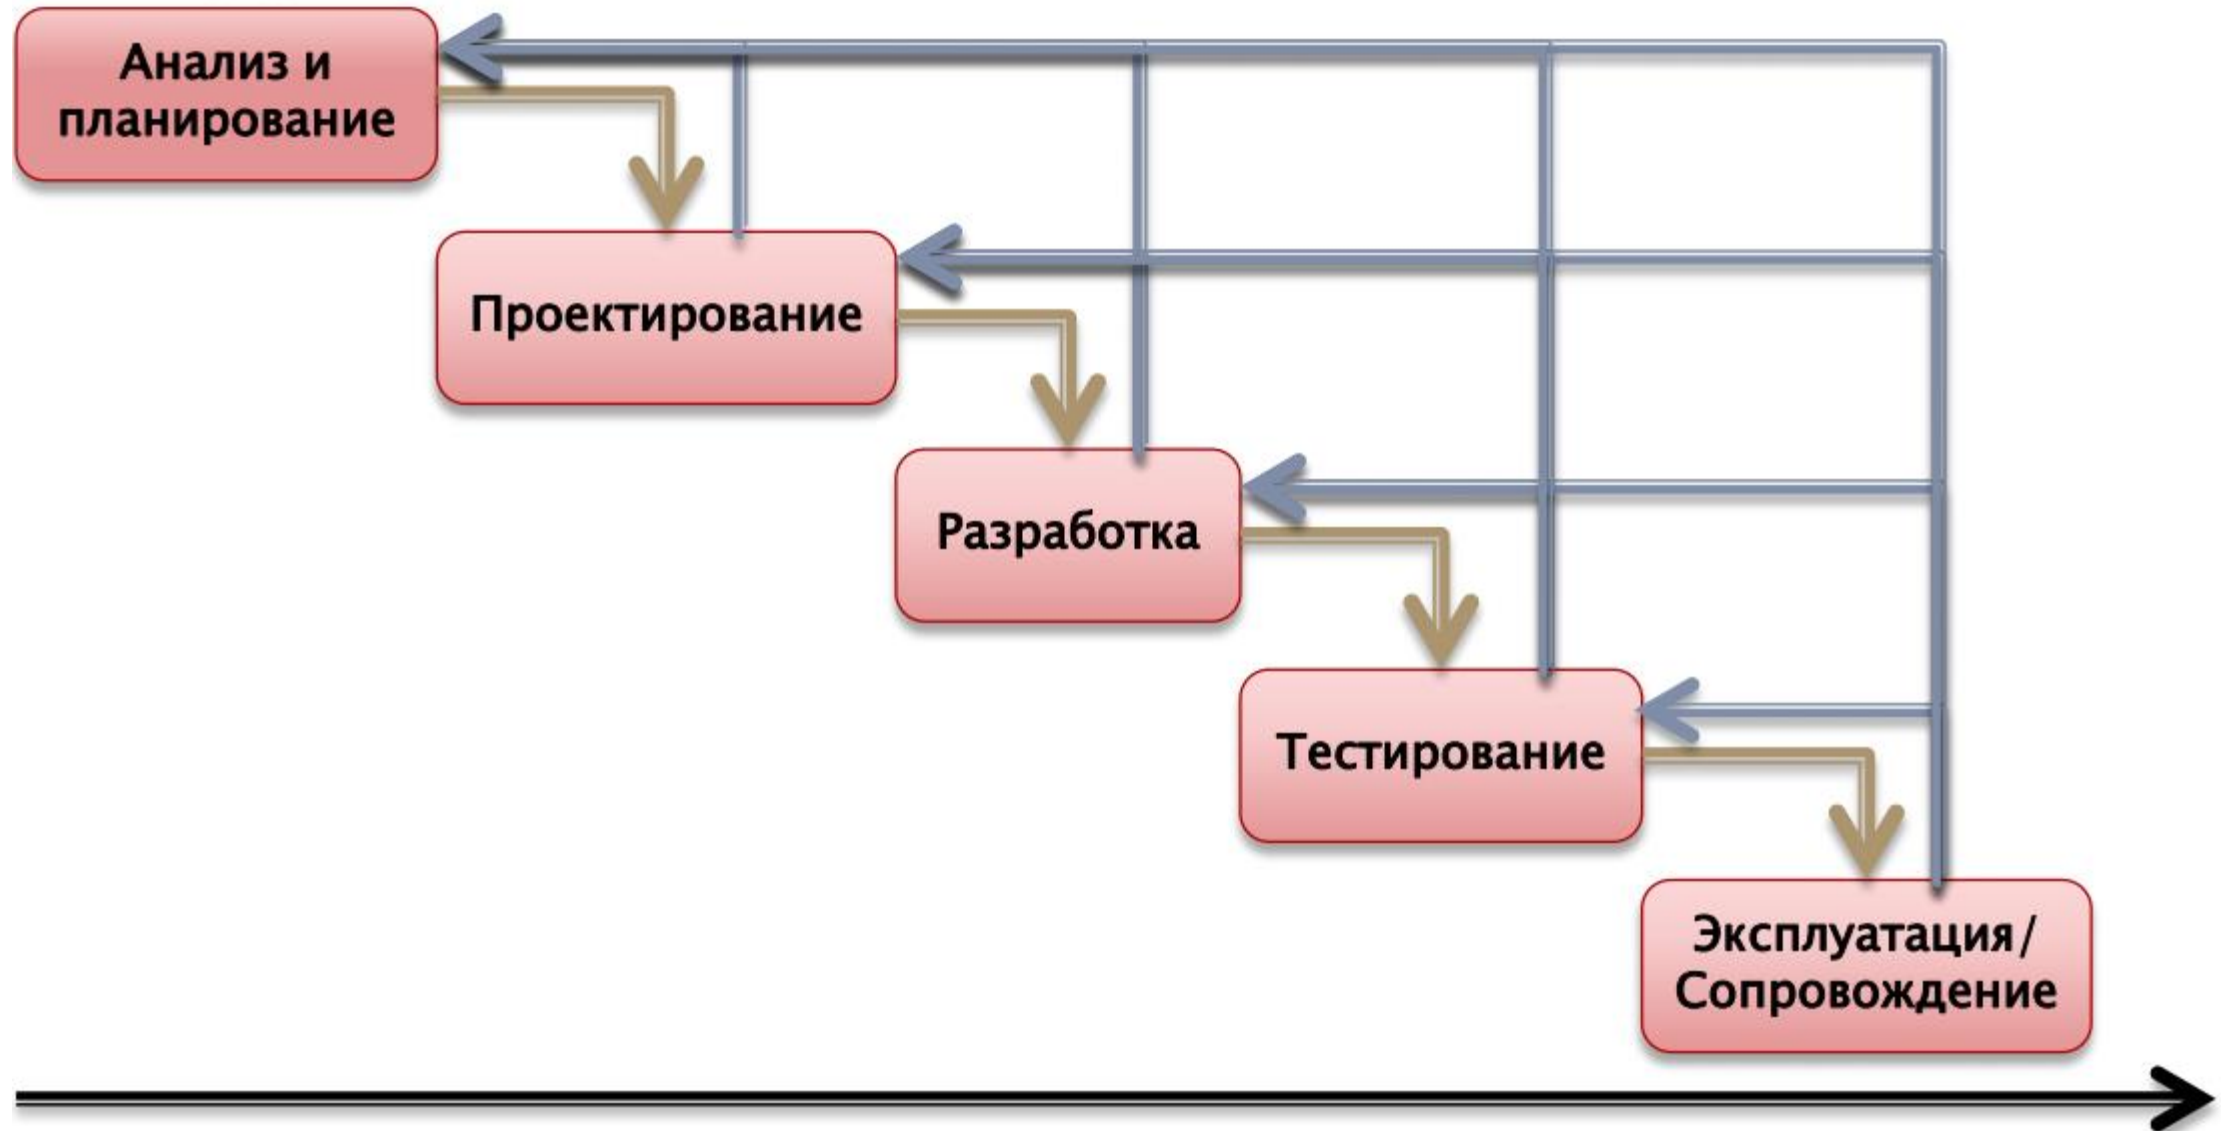 Анализ и
планирование
Проектирование
Разработка
Тестирование
Эксплуатация/
Сопровождение